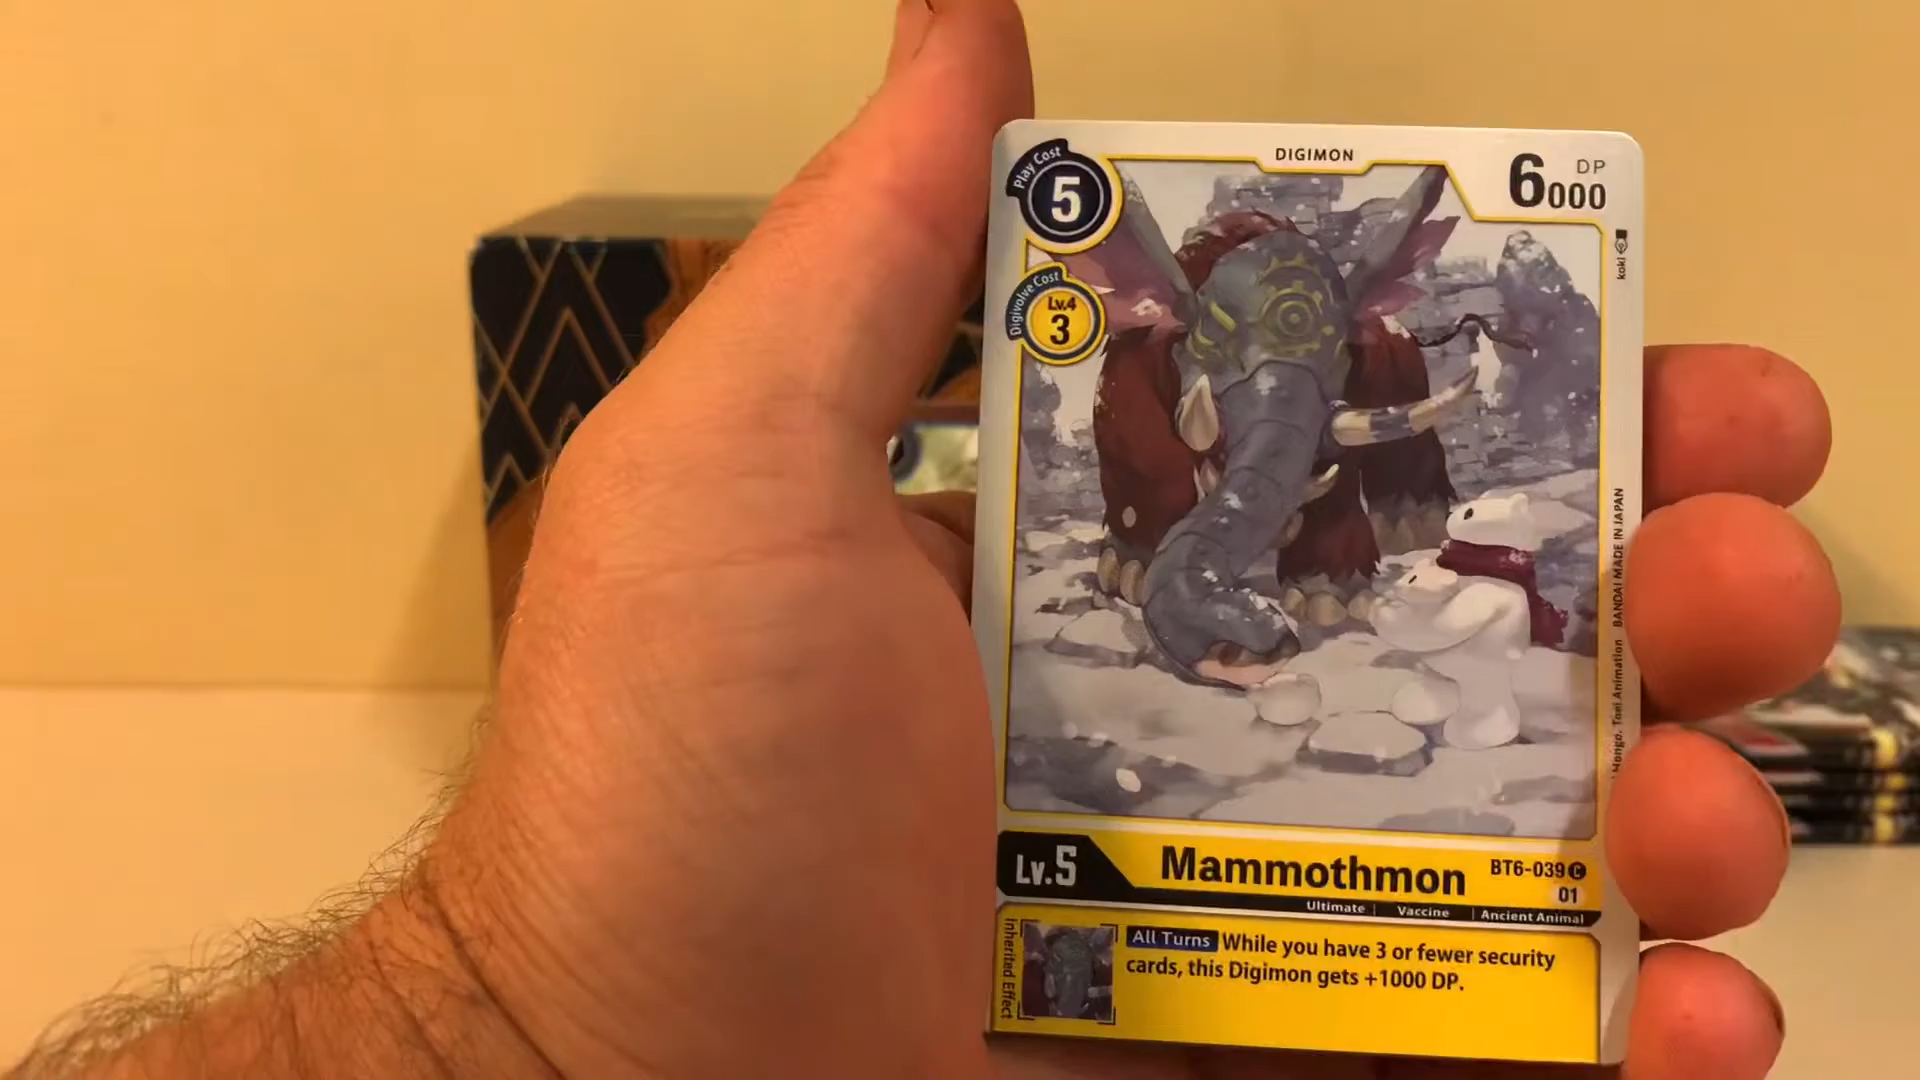 DIGIMON
Play Cost
5
6000
DP
Digivolve Cost
Lv.4
3
koki
Toei Animation BANDAI MADE IN JAPAN
Lv.5
Mammothmon
BT6-039 C
01
Ultimate | Vaccine | Ancient Animal
Inherited Effect
All Turns While you have 3 or fewer security
cards, this Digimon gets +1000 DP.